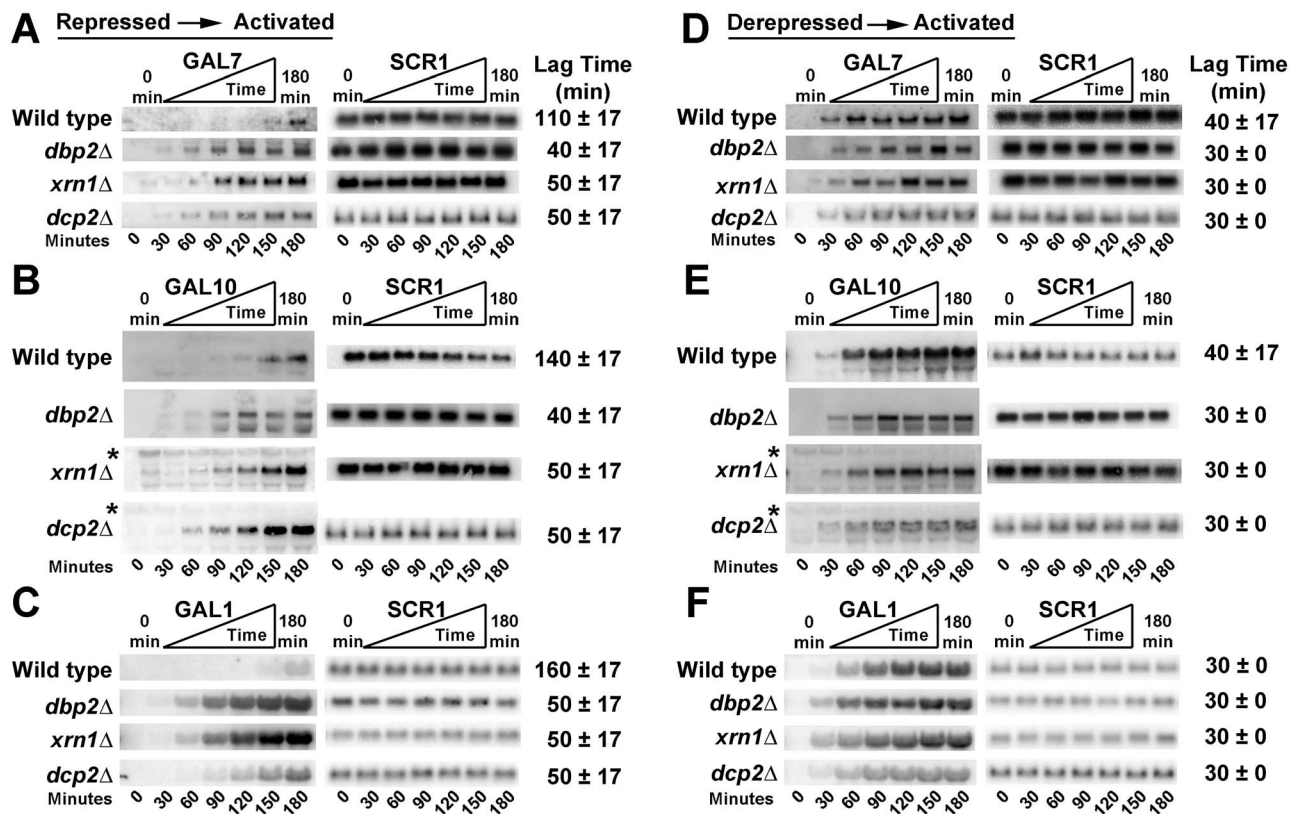 A Repressed → Activated
0 min GAL7 Time 180 min SCR1 0 min Time 180 min Lag Time (min)
Wild type 110 ± 17
dbp2Δ 40 ± 17
xrn1Δ 50 ± 17
dcp2Δ 50 ± 17
Minutes 0 30 60 90 120 150 180 0 30 60 90 120 150 180
B
0 min GAL10 Time 180 min 0 min SCR1 Time 180 min
Wild type 140 ± 17
dbp2Δ 40 ± 17
* xrn1Δ 50 ± 17
* dcp2Δ 50 ± 17
Minutes 0 30 60 90 120 150 180 0 30 60 90 120 150 180
C
0 min GAL1 Time 180 min 0 min SCR1 Time 180 min
Wild type 160 ± 17
dbp2Δ 50 ± 17
xrn1Δ 50 ± 17
dcp2Δ 50 ± 17
Minutes 0 30 60 90 120 150 180 0 30 60 90 120 150 180
D Derepressed → Activated
0 min GAL7 Time 180 min 0 min SCR1 Time 180 min Lag Time (min)
Wild type 40 ± 17
dbp2Δ 30 ± 0
xrn1Δ 30 ± 0
dcp2Δ 30 ± 0
Minutes 0 30 60 90 120 150 180 0 30 60 90 120 150 180
E
0 min GAL10 Time 180 min 0 min SCR1 Time 180 min
Wild type 40 ± 17
dbp2Δ 30 ± 0
* xrn1Δ 30 ± 0
* dcp2Δ 30 ± 0
Minutes 0 30 60 90 120 150 180 0 30 60 90 120 150 180
F
0 min GAL1 Time 180 min 0 min SCR1 Time 180 min
Wild type 30 ± 0
dbp2Δ 30 ± 0
xrn1Δ 30 ± 0
dcp2Δ 30 ± 0
Minutes 0 30 60 90 120 150 180 0 30 60 90 120 150 180